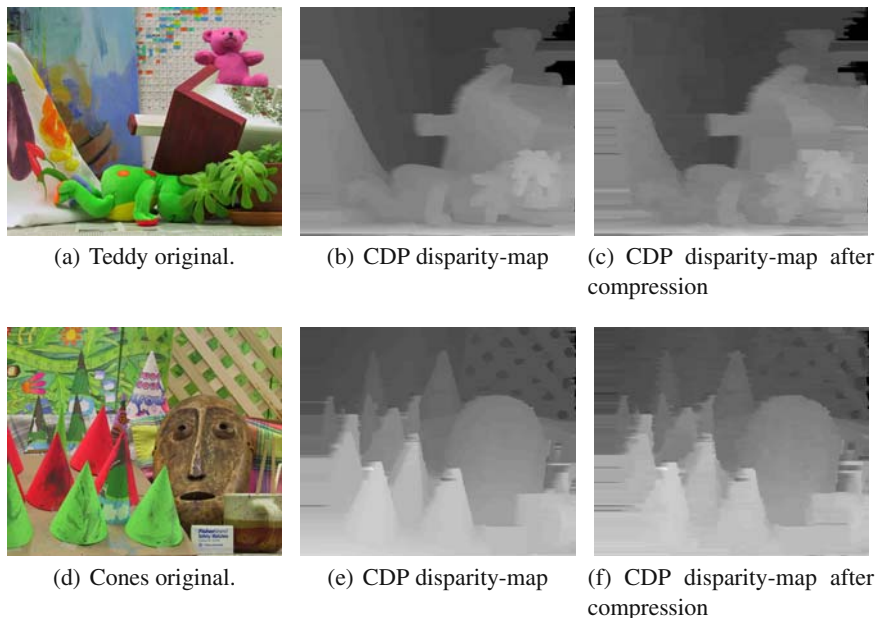 (a) Teddy original.
(b) CDP disparity-map
(c) CDP disparity-map after
compression
(d) Cones original.
(e) CDP disparity-map
(f) CDP disparity-map after
compression